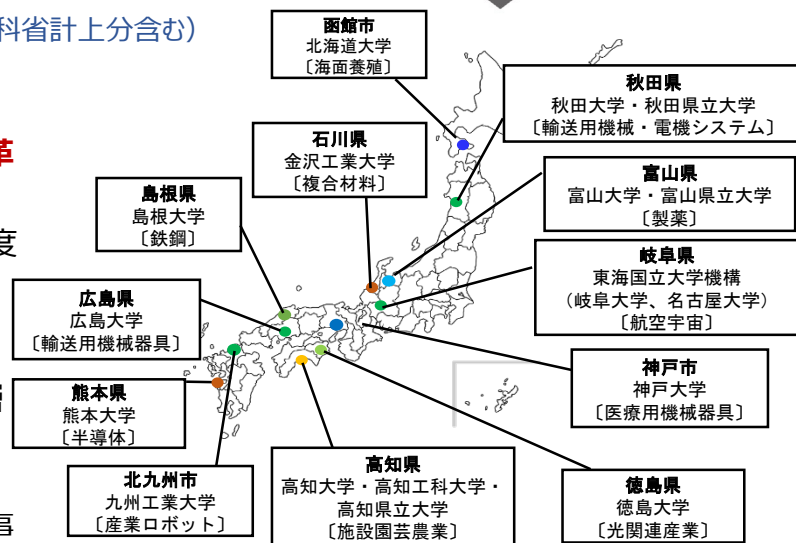 科省計上分含む）
革
度
事
函館市
北海道大学
〔海面養殖〕
秋田県
秋田大学・秋田県立大学
〔輸送用機械・電機システム〕
石川県
金沢工業大学
〔複合材料〕
富山県
富山大学・富山県立大学
〔製薬〕
島根県
島根大学
〔鉄鋼〕
岐阜県
東海国立大学機構
（岐阜大学、名古屋大学）
〔航空宇宙〕
広島県
広島大学
〔輸送用機械器具〕
神戸市
神戸大学
〔医療用機械器具〕
熊本県
熊本大学
〔半導体〕
北九州市
九州工業大学
〔産業ロボット〕
高知県
高知大学・高知工科大学・
高知県立大学
〔施設園芸農業〕
徳島県
徳島大学
〔光関連産業〕